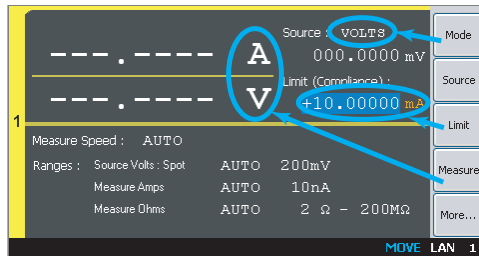 Source : VOLTS
Mode
---.---- A
000.0000 mV
Limit (Compliance) :
Source
---.---- V
+10.00000 mA
1
Limit
Measure Speed : AUTO
Ranges : Source Volts : Spot AUTO 200mV
Measure
Measure Amps AUTO 10nA
Measure Ohms AUTO 2 Ω - 200MΩ
More...
MOVE LAN 1